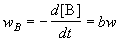 w_B = −d[B]/dt = bw